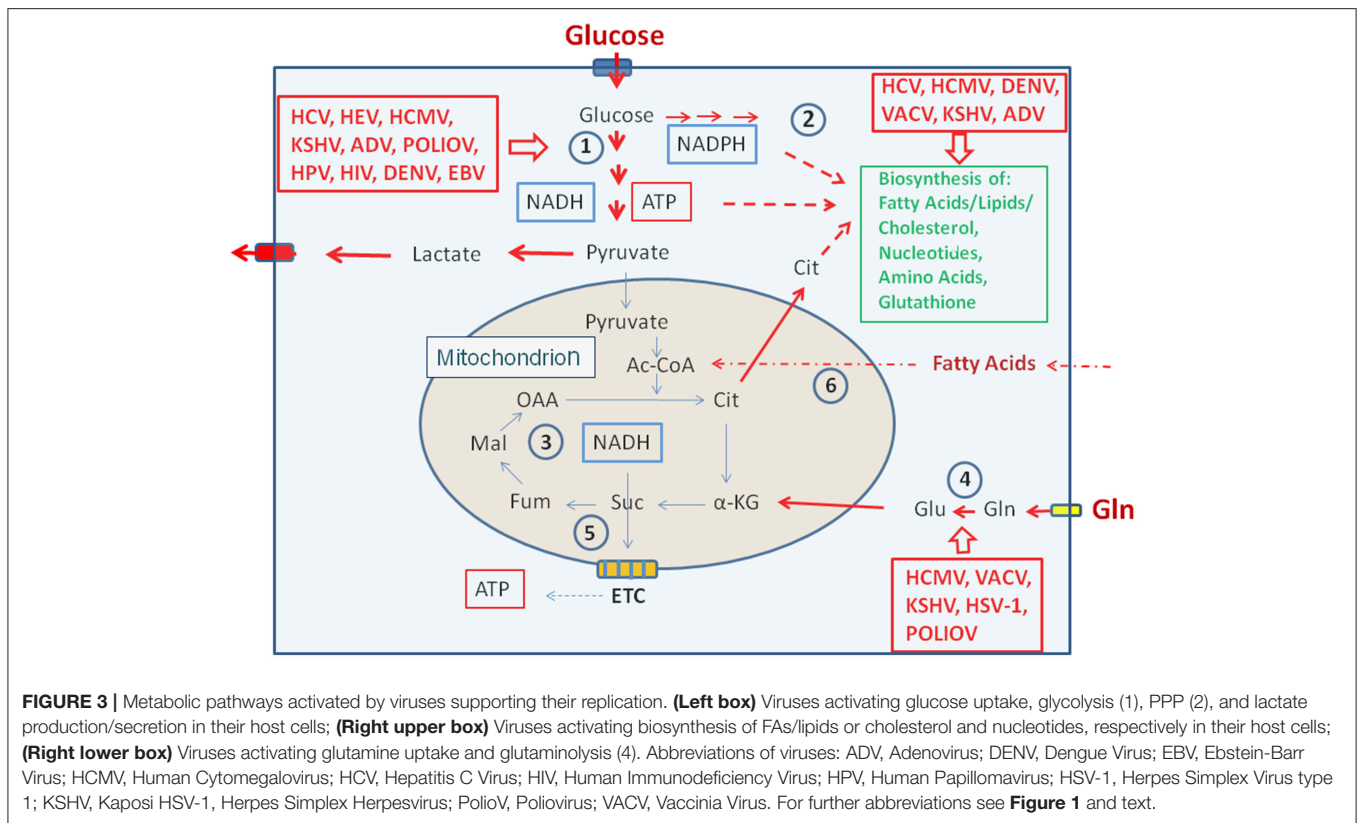 Glucose
HCV, HEV, HCMV,
KSHV, ADV, POLIOV,
HPV, HIV, DENV, EBV
Glucose
1
NADPH
2
HCV, HCMV, DENV,
VACV, KSHV, ADV
NADH
ATP
Biosynthesis of:
Fatty Acids/Lipids/
Cholesterol,
Nucleotides,
Amino Acids,
Glutathione
Lactate
Pyruvate
Cit
Pyruvate
Mitochondrion
Ac-CoA
Fatty Acids
6
OAA
Cit
Mal
3
NADH
Fum
Suc
α-KG
4
Glu
Gln
Gln
5
ATP
ETC
HCMV, VACV,
KSHV, HSV-1,
POLIOV
FIGURE 3 | Metabolic pathways activated by viruses supporting their replication. (Left box) Viruses activating glucose uptake, glycolysis (1), PPP (2), and lactate
production/secretion in their host cells; (Right upper box) Viruses activating biosynthesis of FAs/lipids or cholesterol and nucleotides, respectively in their host cells;
(Right lower box) Viruses activating glutamine uptake and glutaminolysis (4). Abbreviations of viruses: ADV, Adenovirus; DENV, Dengue Virus; EBV, Ebstein-Barr
Virus; HCMV, Human Cytomegalovirus; HCV, Hepatitis C Virus; HIV, Human Immunodeficiency Virus; HPV, Human Papillomavirus; HSV-1, Herpes Simplex Virus type
1; KSHV, Kaposi HSV-1, Herpes Simplex Herpesvirus; PolioV, Poliovirus; VACV, Vaccinia Virus. For further abbreviations see Figure 1 and text.